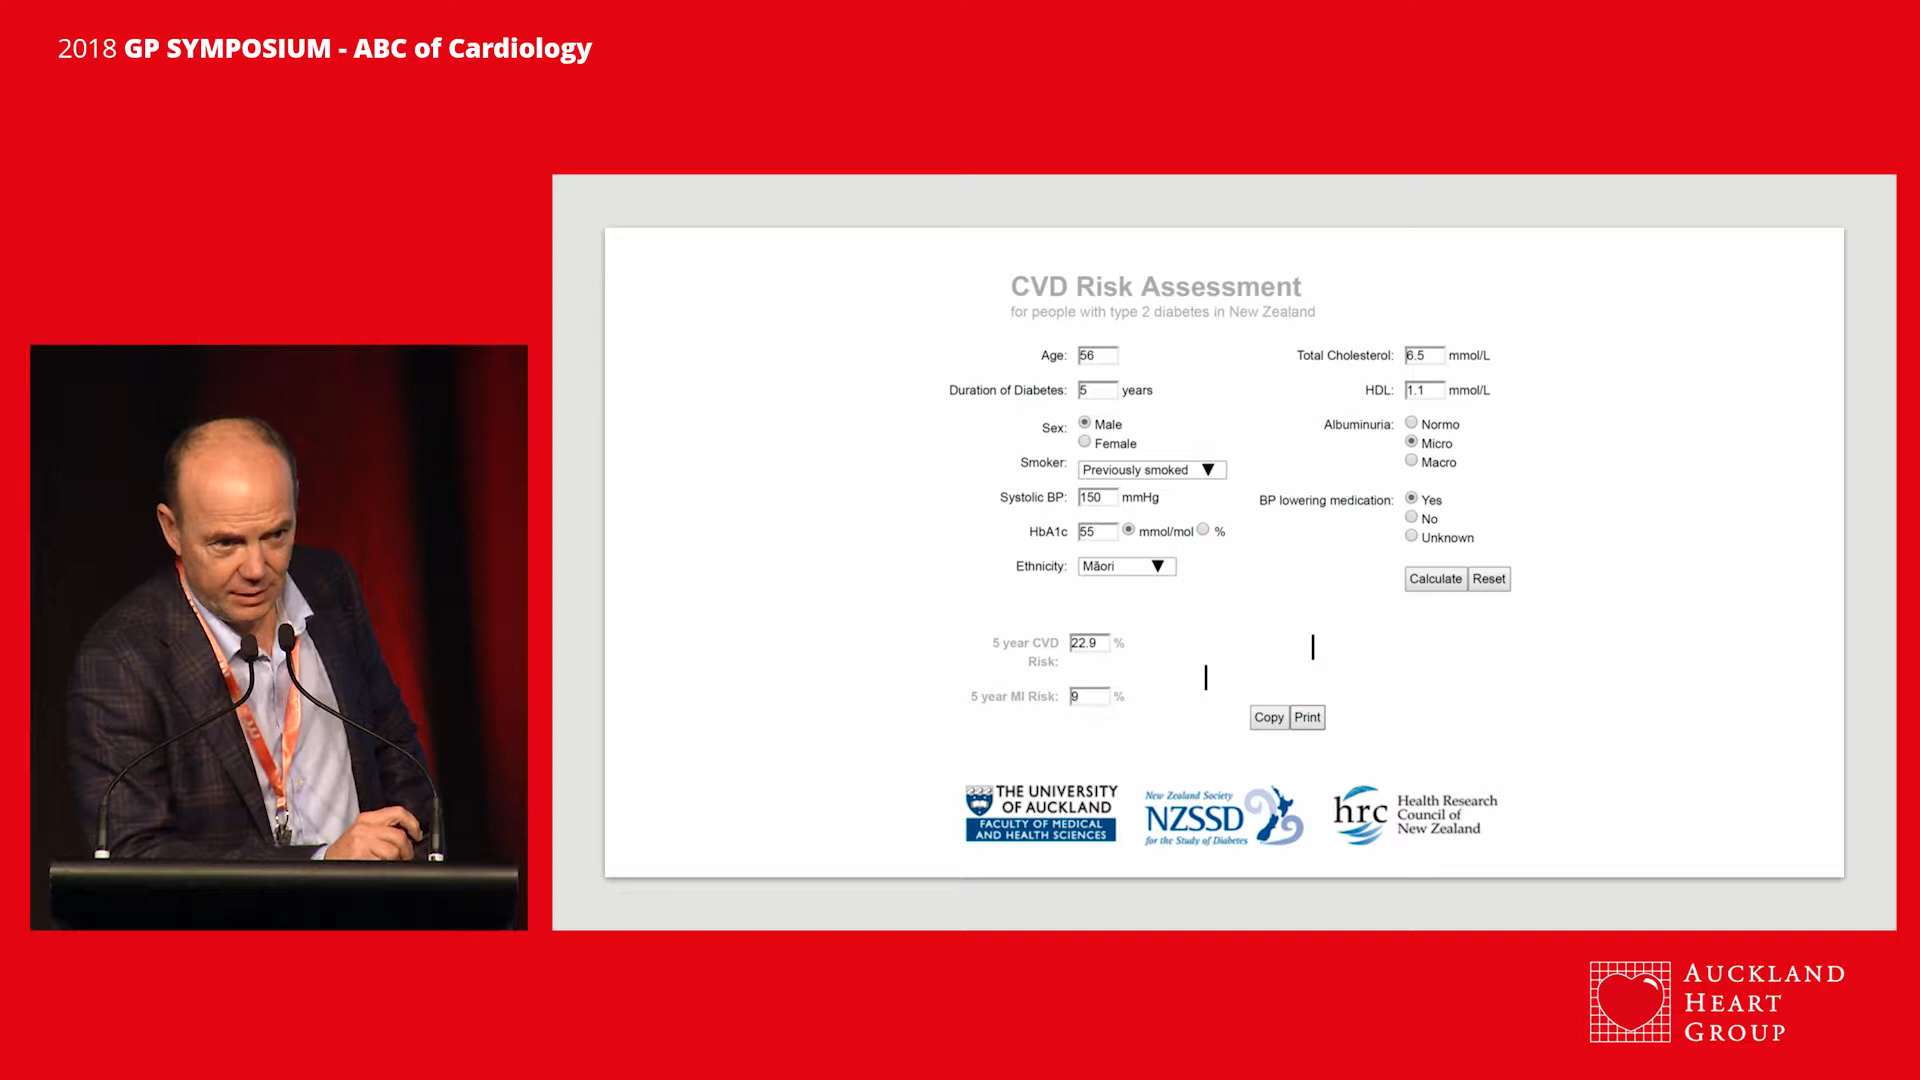 2018 GP SYMPOSIUM - ABC of Cardiology
CVD Risk Assessment
for people with type 2 diabetes in New Zealand
Age: 56
Duration of Diabetes: 5 years
Sex: Male
Female
Smoker: Previously smoked
Systolic BP: 150 mmHg
HbA1c 55 mmol/mol %
Ethnicity: Māori
Total Cholesterol: 6.5 mmol/L
HDL: 1.1 mmol/L
Albuminuria: Normo
Micro
Macro
BP lowering medication: Yes
No
Unknown
Calculate Reset
5 year CVD
Risk: 22.9 %
5 year MI Risk: 9 %
Copy Print
THE UNIVERSITY
OF AUCKLAND
FACULTY OF MEDICAL
AND HEALTH SCIENCES
New Zealand Society
NZSSD
for the Study of Diabetes
hrc
Health Research
Council of
New Zealand
AUCKLAND
HEART
GROUP